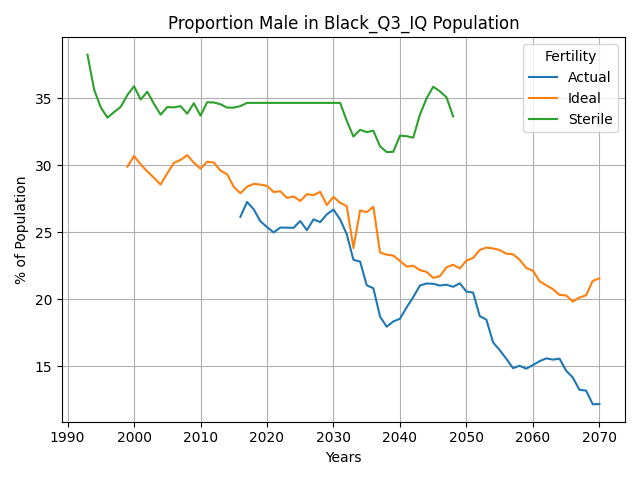 Proportion Male in Black_Q3_IQ Population
Fertility
Actual
Ideal
Sterile
% of Population
35
30
25
20
15
1990
2000
2010
2020
2030
2040
2050
2060
2070
Years